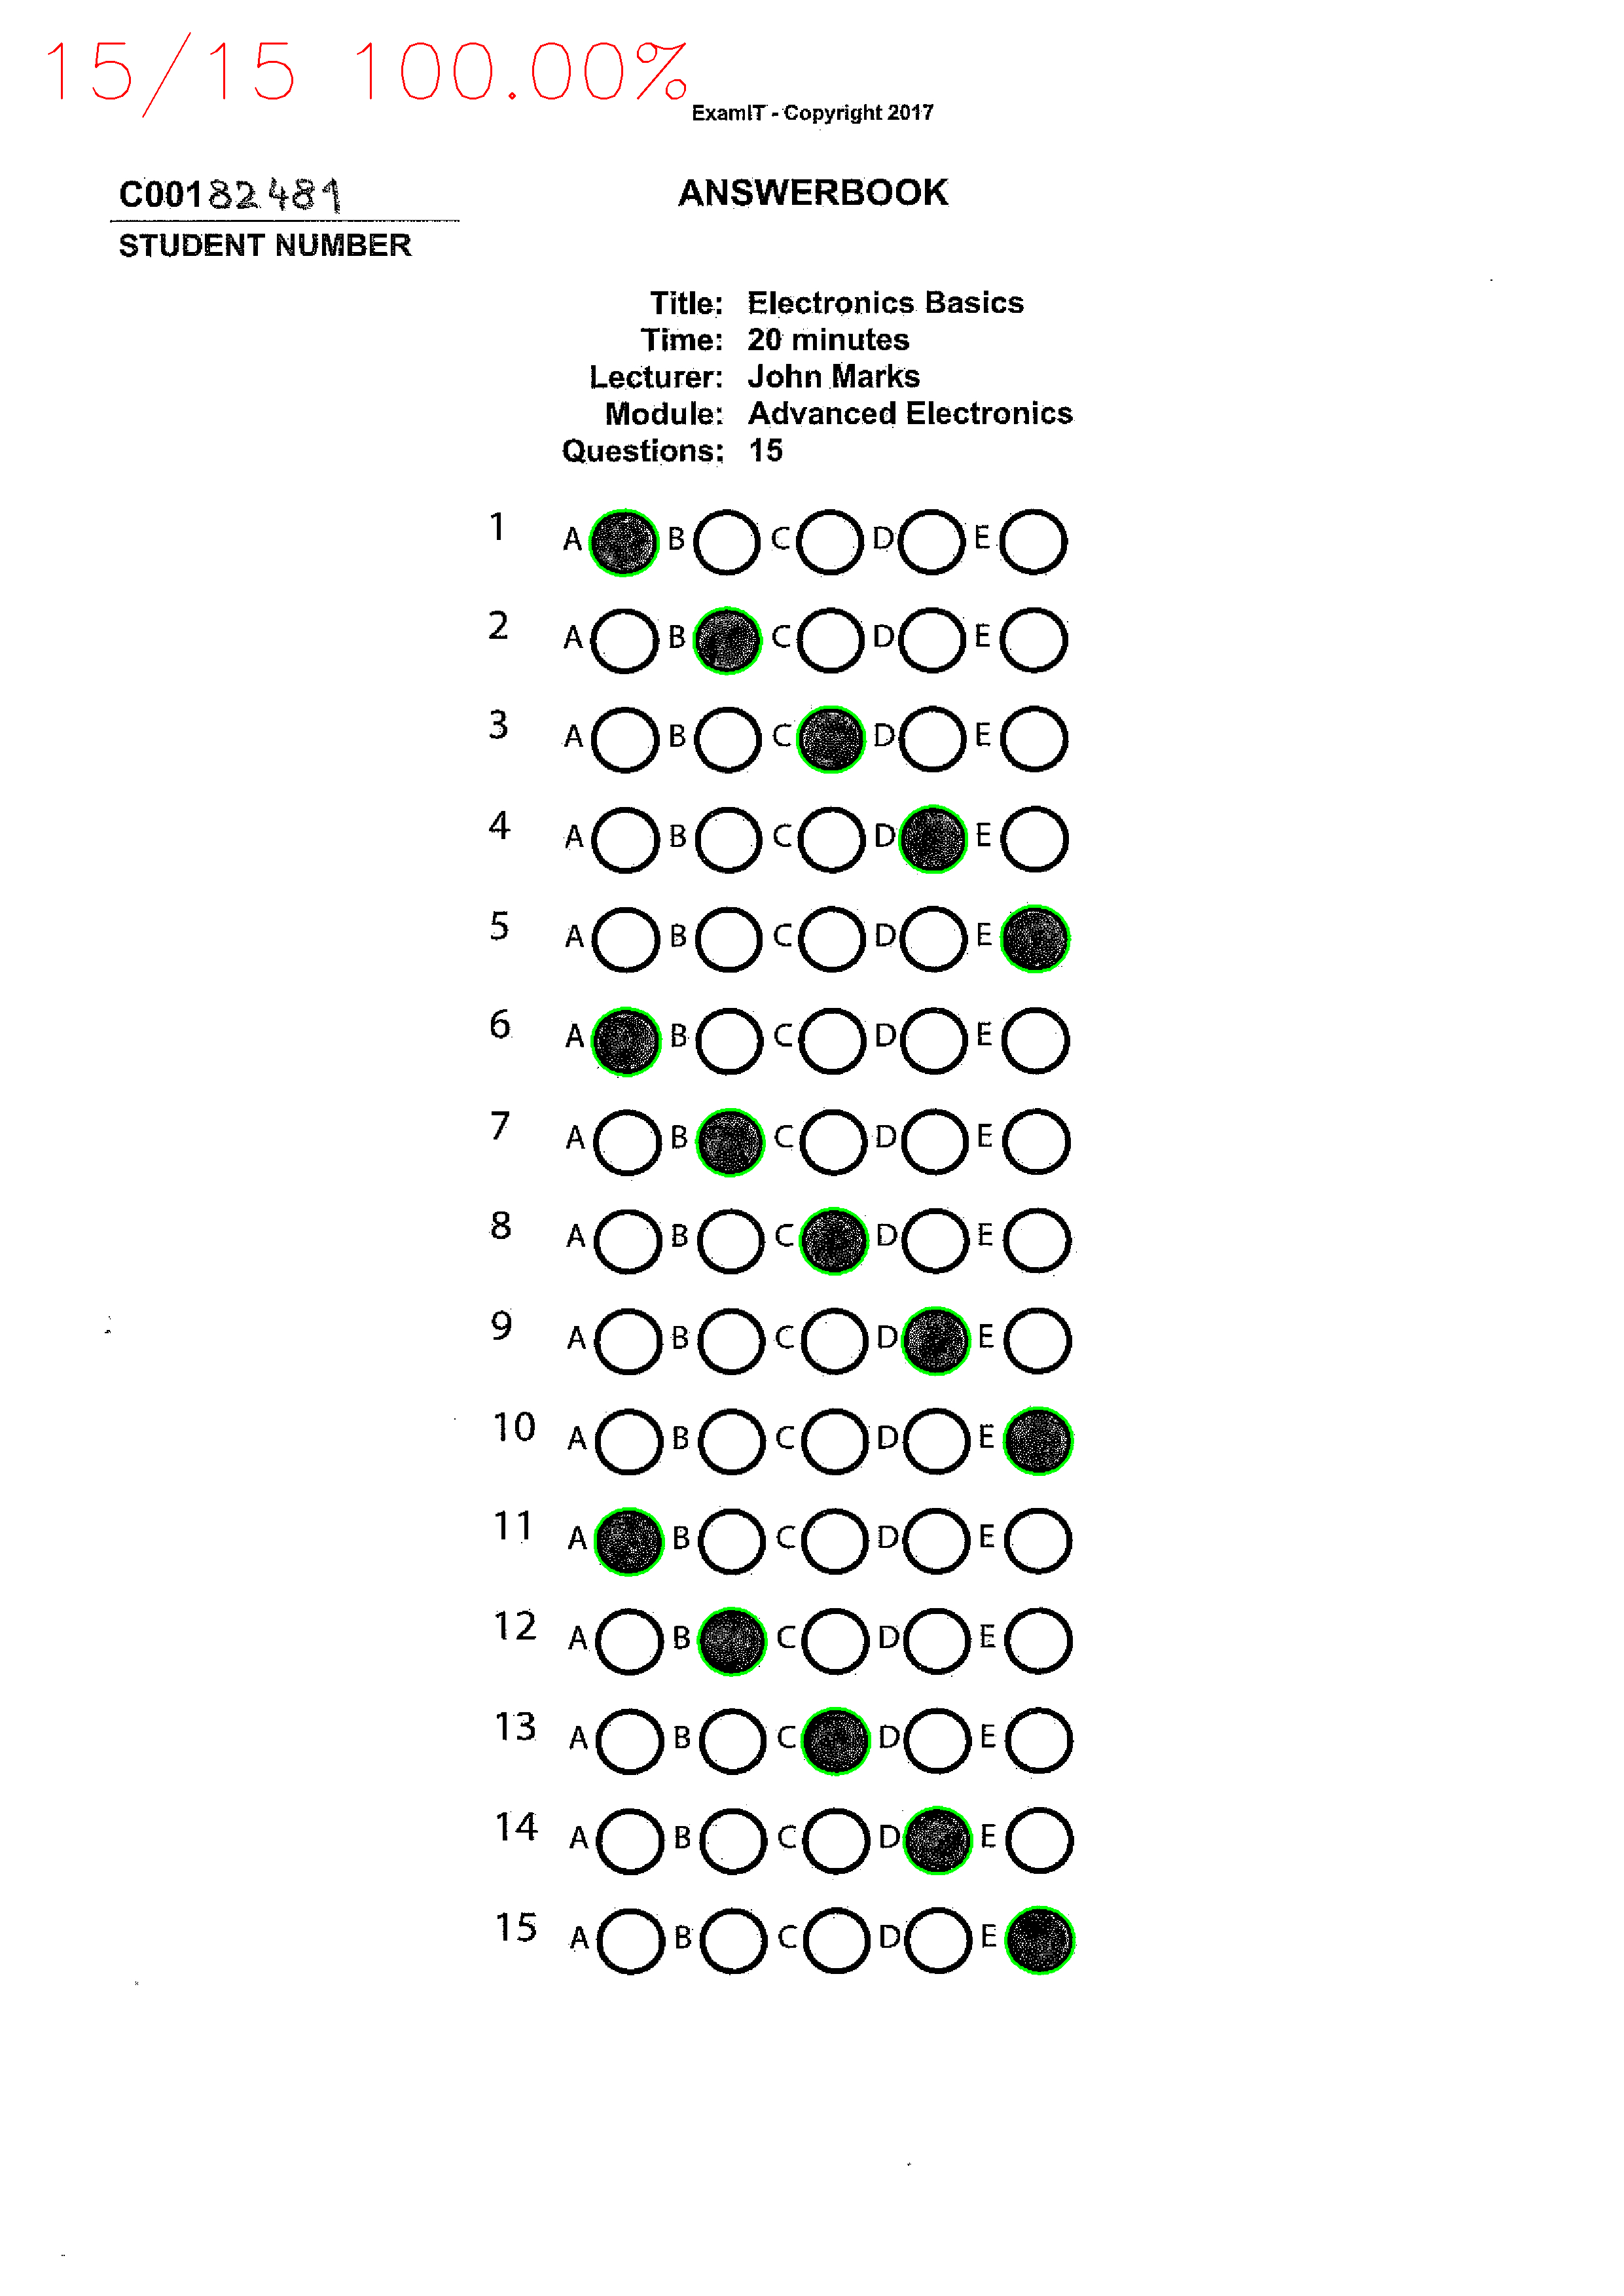 15/15 100.00%
ExamIT - Copyright 2017
C00182481 ANSWERBOOK
STUDENT NUMBER
Title: Electronics Basics
Time: 20 minutes
Lecturer: John Marks
Module: Advanced Electronics
Questions: 15
1 A B C D E
2 A B C D E
3 A B C D E
4 A B C D E
5 A B C D E
6 A B C D E
7 A B C D E
8 A B C D E
9 A B C D E
10 A B C D E
11 A B C D E
12 A B C D E
13 A B C D E
14 A B C D E
15 A B C D E